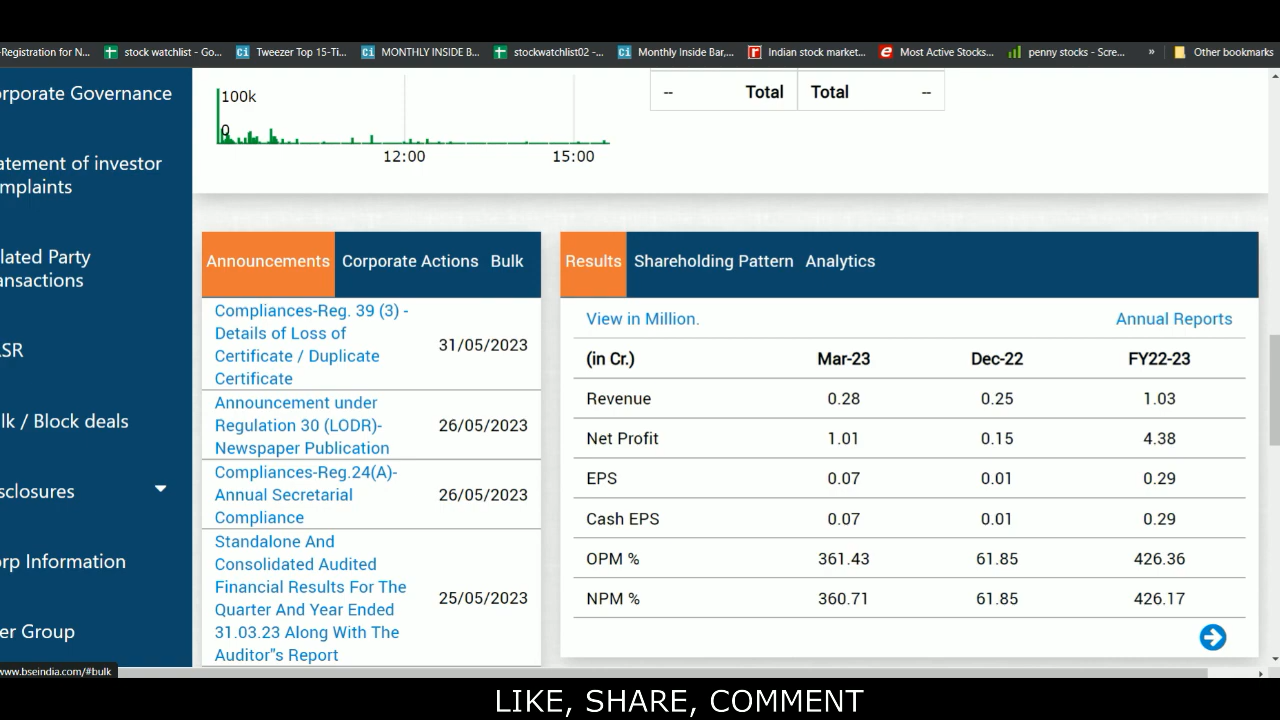 -Registration for N...
stock watchlist - Go...
Tweezer Top 15-Ti...
MONTHLY INSIDE B...
stockwatchlist02 -...
Monthly Inside Bar,...
Indian stock market...
Most Active Stocks...
penny stocks - Scre...
»
Other bookmarks
orporate Governance
atement of investor
mplaints
lated Party
ansactions
SR
lk / Block deals
sclosures
orp Information
er Group
100k
0
12:00 15:00
-- Total Total --
Announcements Corporate Actions Bulk
Compliances-Reg. 39 (3) -
Details of Loss of
Certificate / Duplicate
Certificate
31/05/2023
Announcement under
Regulation 30 (LODR)-
Newspaper Publication
26/05/2023
Compliances-Reg.24(A)-
Annual Secretarial
Compliance
26/05/2023
Standalone And
Consolidated Audited
Financial Results For The
Quarter And Year Ended
31.03.23 Along With The
Auditor"s Report
25/05/2023
Results Shareholding Pattern Analytics
View in Million. Annual Reports
(in Cr.) Mar-23 Dec-22 FY22-23
Revenue 0.28 0.25 1.03
Net Profit 1.01 0.15 4.38
EPS 0.07 0.01 0.29
Cash EPS 0.07 0.01 0.29
OPM % 361.43 61.85 426.36
NPM % 360.71 61.85 426.17
www.bseindia.com/#bulk
LIKE, SHARE, COMMENT